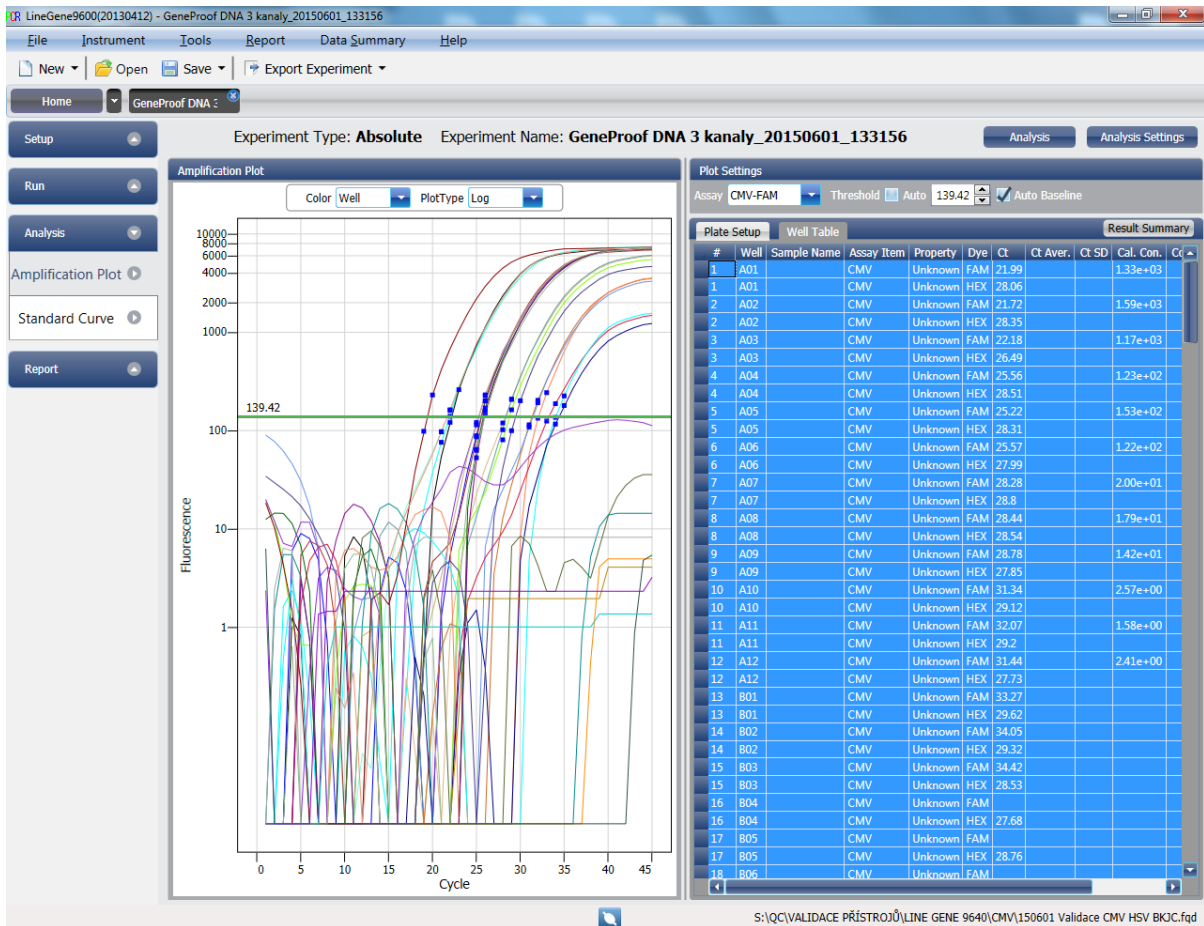 LineGene9600(20130412) - GeneProof DNA 3 kanaly_20150601_133156
File Instrument Tools Report Data Summary Help
New Open Save Export Experiment
Home GeneProof DNA 3
Setup
Experiment Type: Absolute Experiment Name: GeneProof DNA 3 kanaly_20150601_133156
Analysis Analysis Settings
Run
Analysis
Amplification Plot
Standard Curve
Report
Amplification Plot
Color Well PlotType Log
10000
8000
6000
4000
2000
1000
139.42
100
10
1
Fluorescence
0 5 10 15 20 25 30 35 40 45
Cycle
Plot Settings
Assay CMV-FAM Threshold Auto 139.42 Auto Baseline
Plate Setup Well Table Result Summary
# Well Sample Name Assay Item Property Dye Ct Ct Aver. Ct SD Cal. Con.
1 A01 CMV Unknown FAM 21.99 1.33e+03
1 A01 CMV Unknown HEX 28.06
2 A02 CMV Unknown FAM 21.72 1.59e+03
2 A02 CMV Unknown HEX 28.35
3 A03 CMV Unknown FAM 22.18 1.17e+03
3 A03 CMV Unknown HEX 26.49
4 A04 CMV Unknown FAM 25.56 1.23e+02
4 A04 CMV Unknown HEX 28.51
5 A05 CMV Unknown FAM 25.22 1.53e+02
5 A05 CMV Unknown HEX 28.31
6 A06 CMV Unknown FAM 25.57 1.22e+02
6 A06 CMV Unknown HEX 27.99
7 A07 CMV Unknown FAM 28.28 2.00e+01
7 A07 CMV Unknown HEX 28.8
8 A08 CMV Unknown FAM 28.44 1.79e+01
8 A08 CMV Unknown HEX 28.54
9 A09 CMV Unknown FAM 28.78 1.42e+01
9 A09 CMV Unknown HEX 27.85
10 A10 CMV Unknown FAM 31.34 2.57e+00
10 A10 CMV Unknown HEX 29.12
11 A11 CMV Unknown FAM 32.07 1.58e+00
11 A11 CMV Unknown HEX 29.2
12 A12 CMV Unknown FAM 31.44 2.41e+00
12 A12 CMV Unknown HEX 27.73
13 B01 CMV Unknown FAM 33.27
13 B01 CMV Unknown HEX 29.62
14 B02 CMV Unknown FAM 34.05
14 B02 CMV Unknown HEX 29.32
15 B03 CMV Unknown FAM 34.42
15 B03 CMV Unknown HEX 28.53
16 B04 CMV Unknown FAM
16 B04 CMV Unknown HEX 27.68
17 B05 CMV Unknown FAM
17 B05 CMV Unknown HEX 28.76
18 B06 CMV Unknown FAM
S:\QC\VALIDACE PŘÍSTROJŮ\LINE GENE 9640\CMV\150601 Validace CMV HSV BKJC.fqd